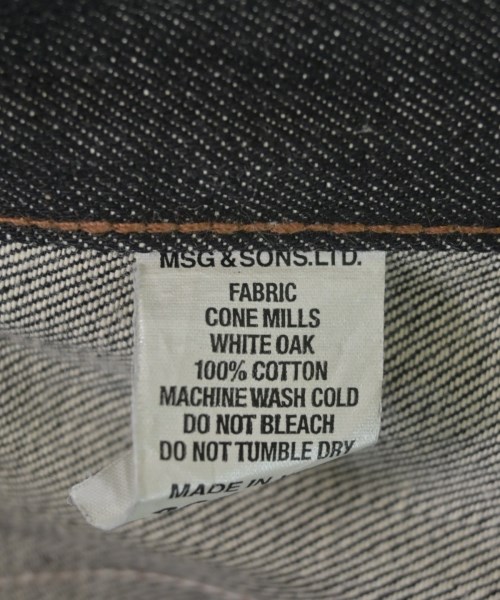 MSG & SONS.LTD.
FABRIC
CONE MILLS
WHITE OAK
100% COTTON
MACHINE WASH COLD
DO NOT BLEACH
DO NOT TUMBLE DRY
MADE IN